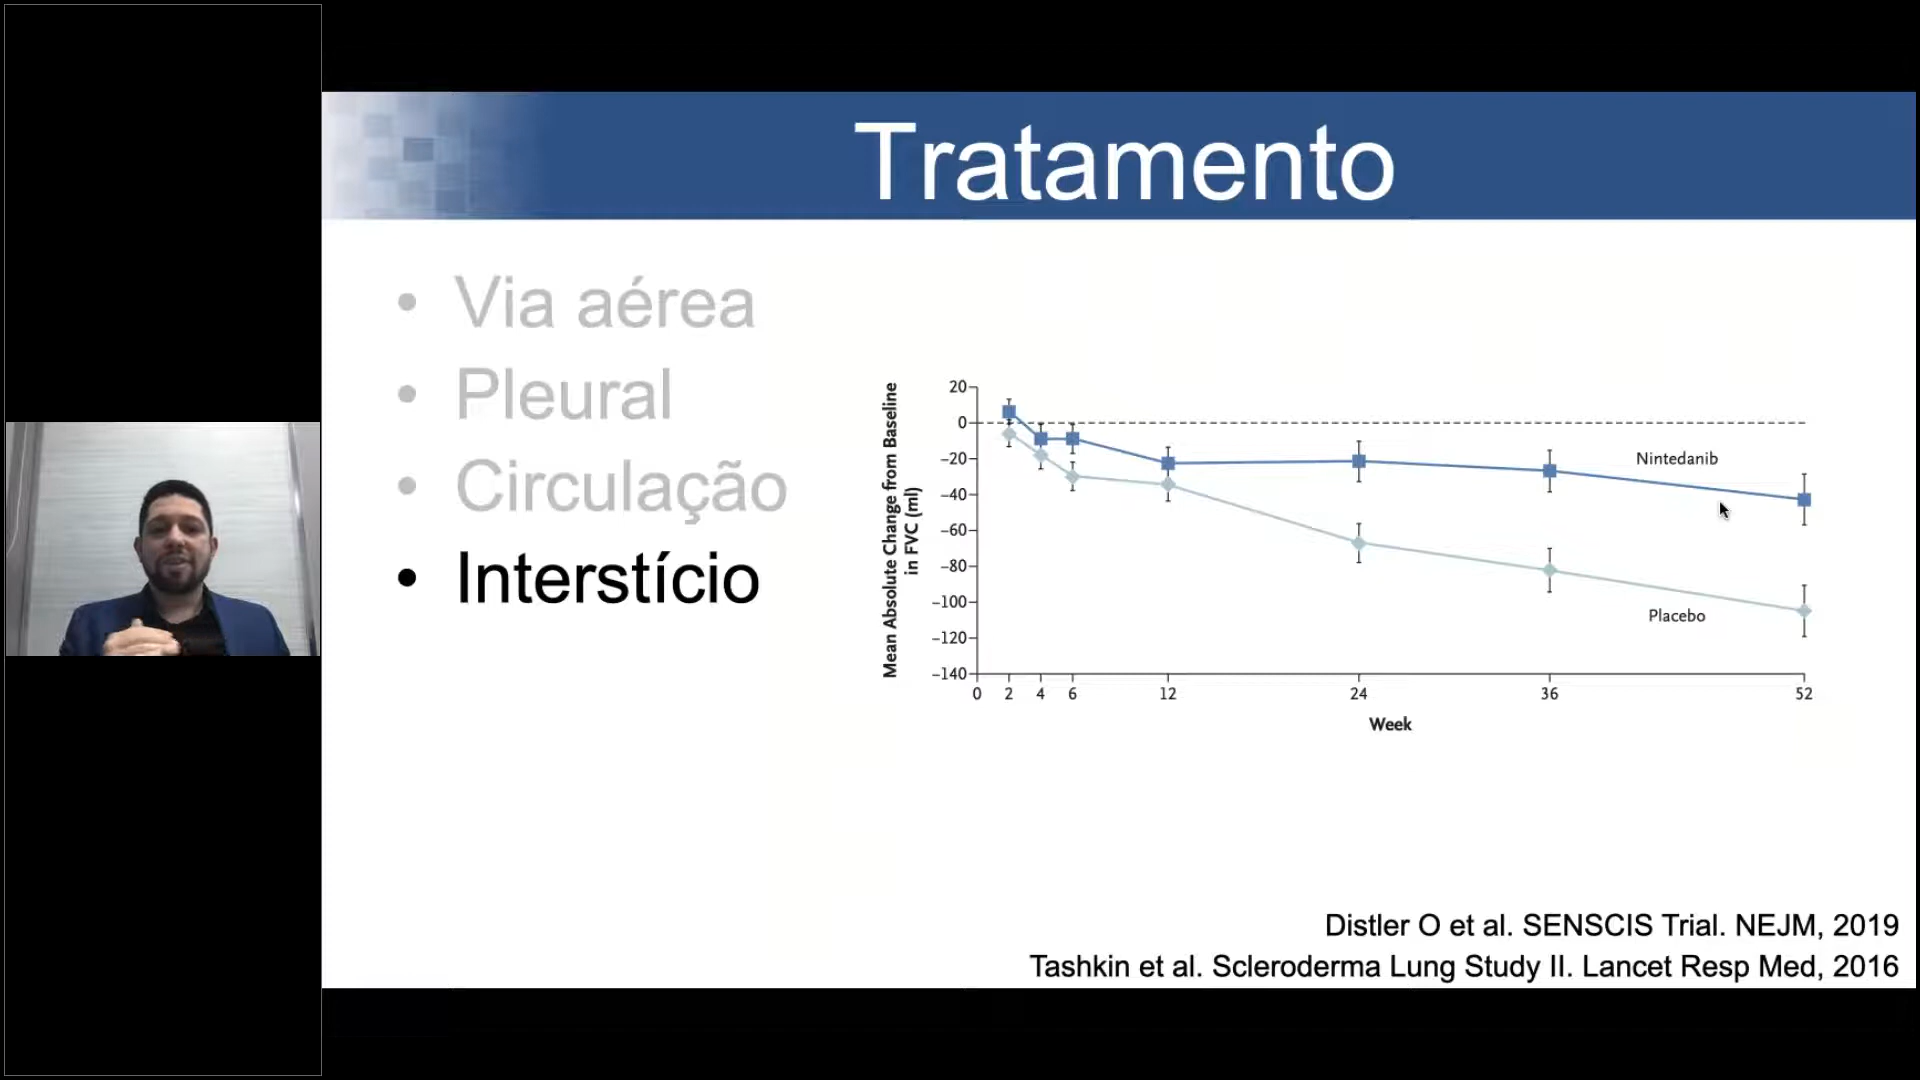 Tratamento
• Via aérea
• Pleural
• Circulação
• Interstício
Mean Absolute Change from Baseline
in FVC (ml)
20
0
–20
–40
–60
–80
–100
–120
–140
Nintedanib
Placebo
0 2 4 6 12 24 36 52
Week
Distler O et al. SENSCIS Trial. NEJM, 2019
Tashkin et al. Scleroderma Lung Study II. Lancet Resp Med, 2016